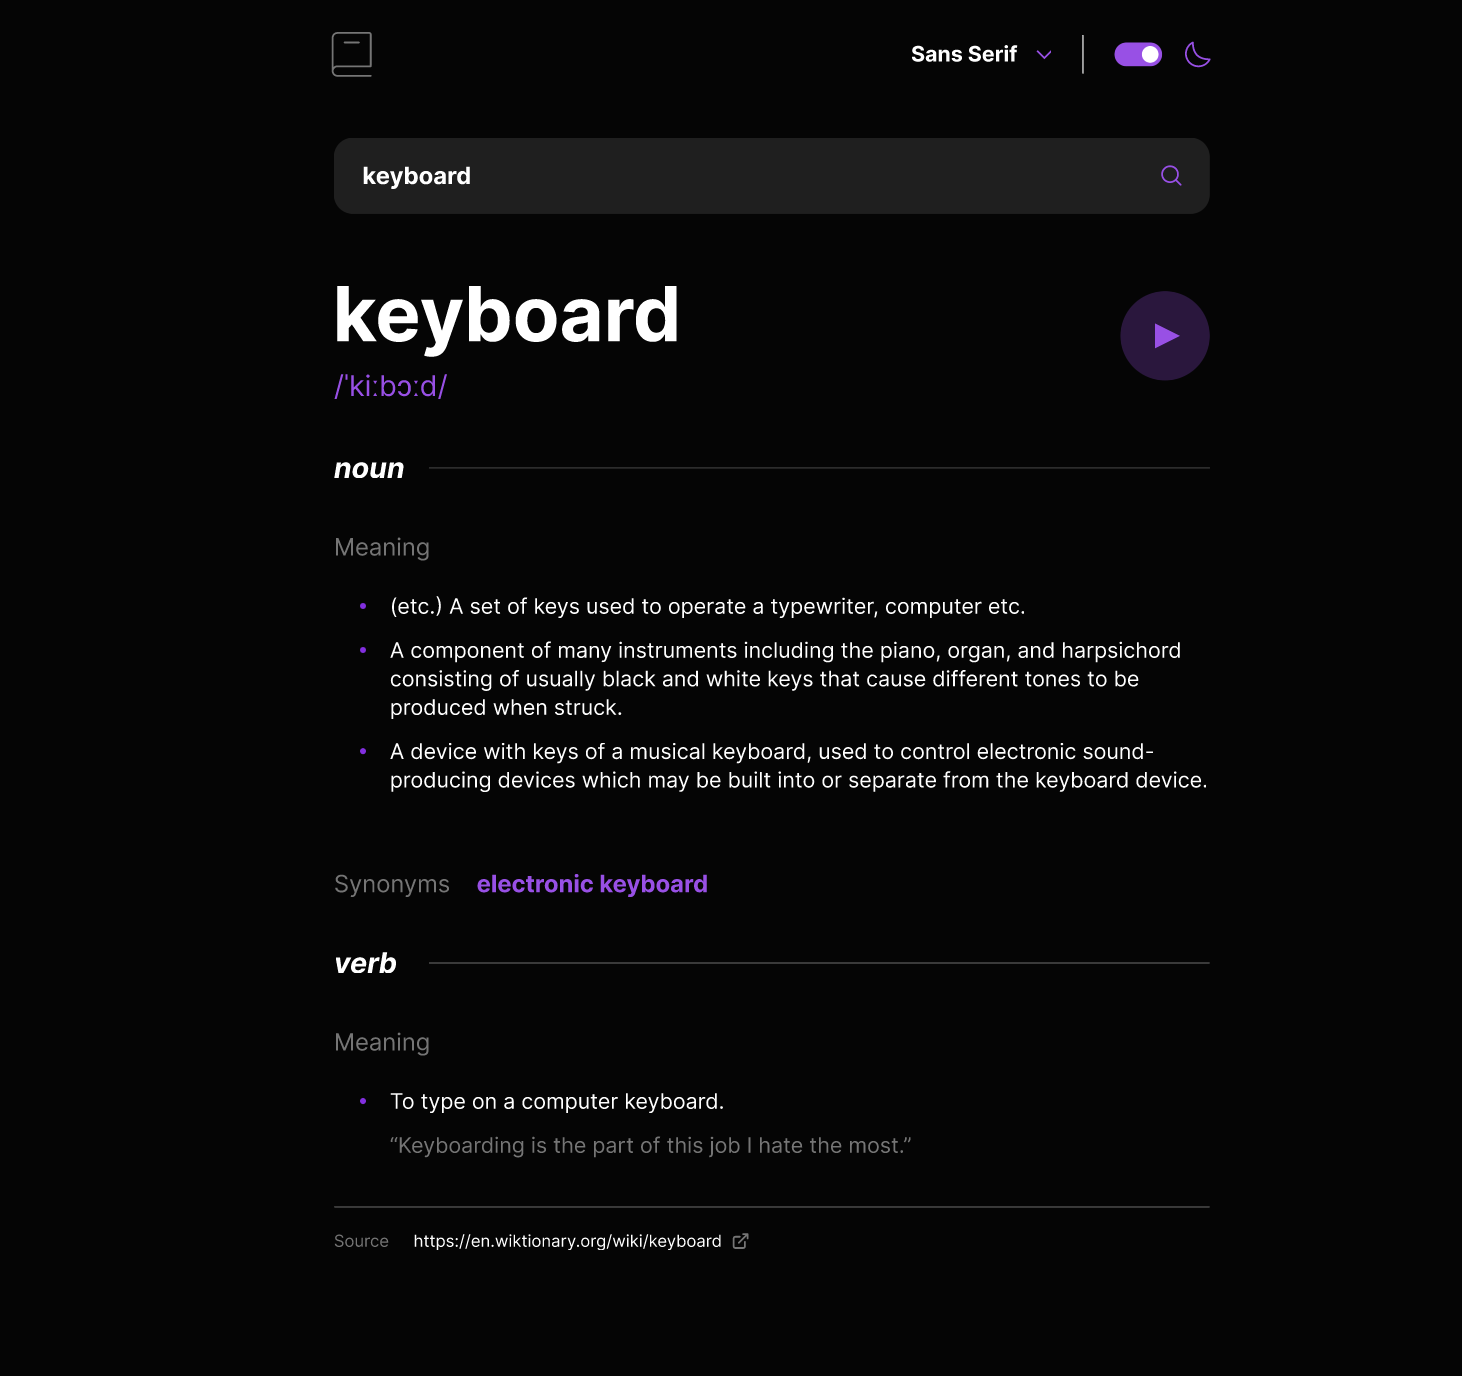 Sans Serif
keyboard
keyboard
/ˈkiːbɔːd/
noun
Meaning
(etc.) A set of keys used to operate a typewriter, computer etc.
A component of many instruments including the piano, organ, and harpsichord
consisting of usually black and white keys that cause different tones to be
produced when struck.
A device with keys of a musical keyboard, used to control electronic sound-
producing devices which may be built into or separate from the keyboard device.
Synonyms electronic keyboard
verb
Meaning
To type on a computer keyboard.
“Keyboarding is the part of this job I hate the most.”
Source https://en.wiktionary.org/wiki/keyboard